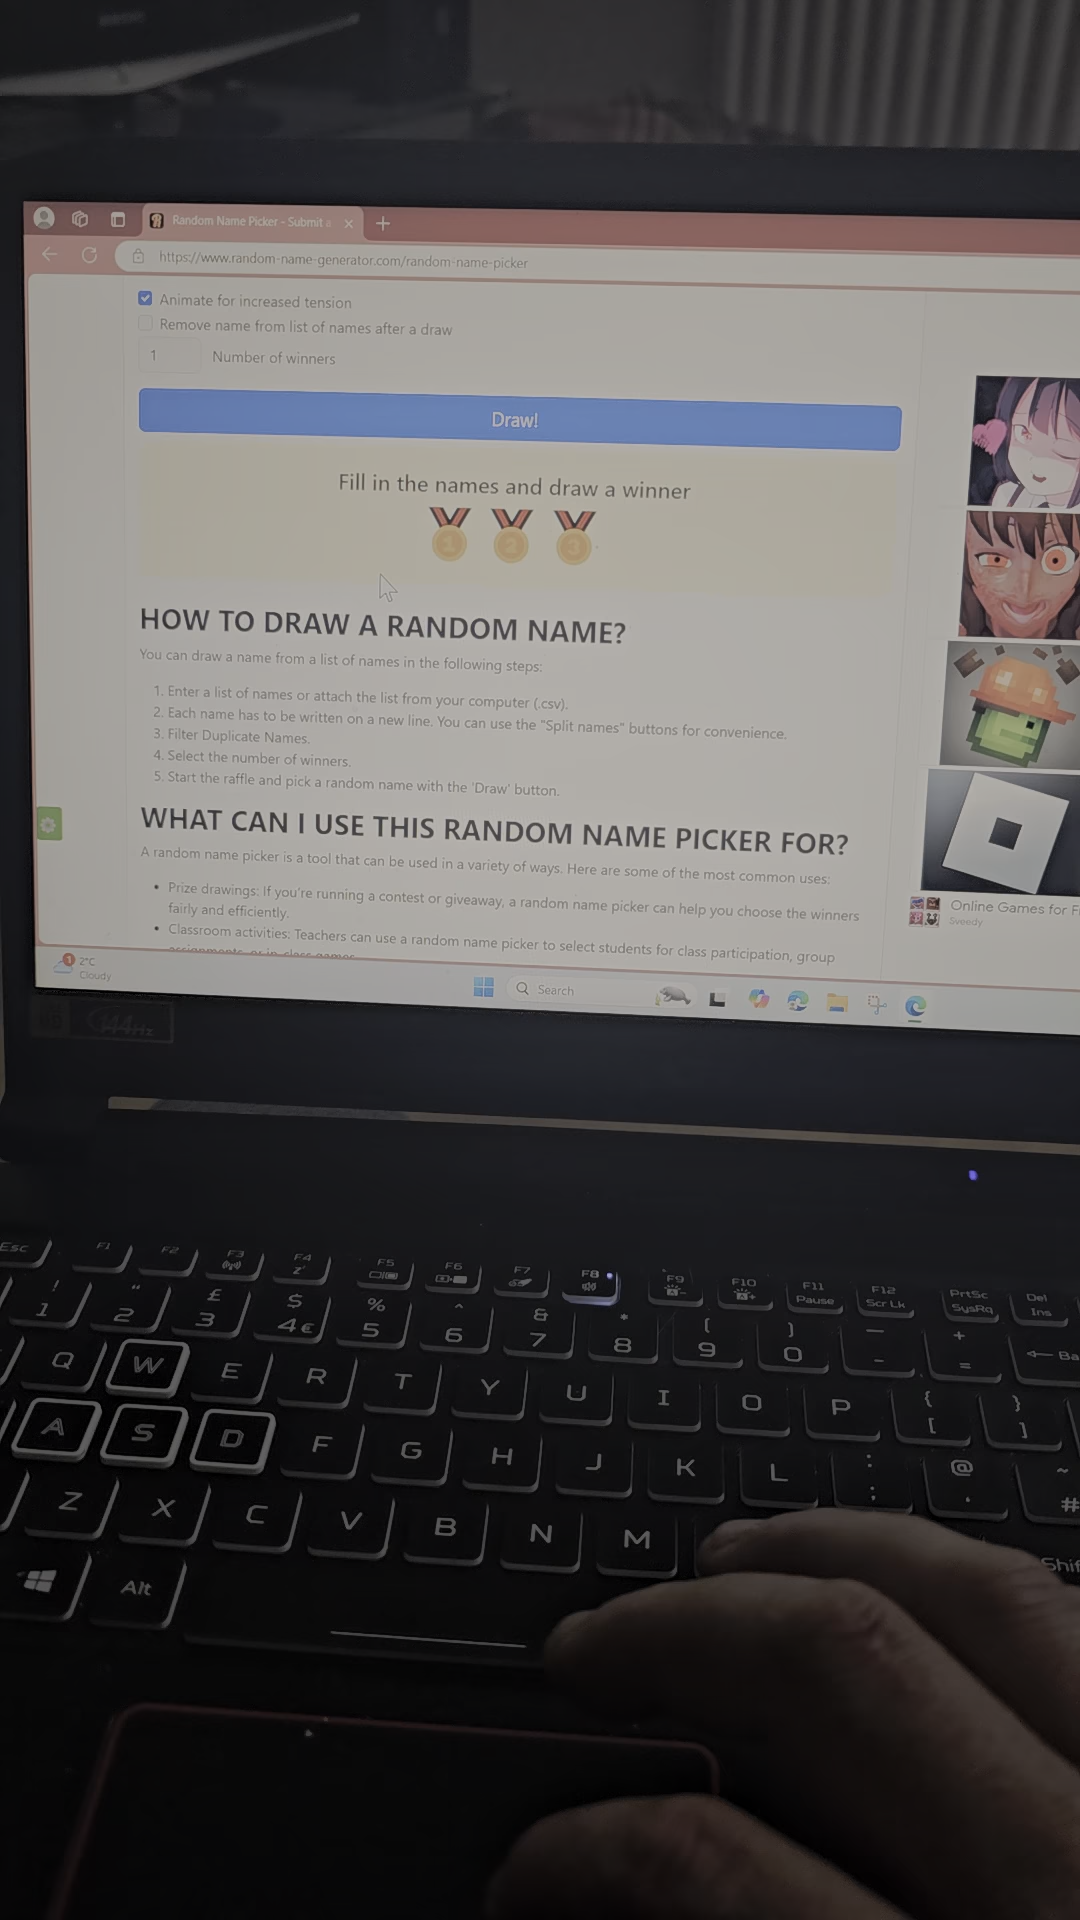 Random Name Picker - Submit
https://www.random-name-generator.com/random-name-picker
Animate for increased tension
Remove name from list of names after a draw
1 Number of winners
Draw!
Fill in the names and draw a winner
1 2 3
HOW TO DRAW A RANDOM NAME?
You can draw a name from a list of names in the following steps:
1. Enter a list of names or attach the list from your computer (.csv).
2. Each name has to be written on a new line. You can use the "Split names" buttons for convenience.
3. Filter Duplicate Names.
4. Select the number of winners.
5. Start the raffle and pick a random name with the 'Draw' button.
WHAT CAN I USE THIS RANDOM NAME PICKER FOR?
A random name picker is a tool that can be used in a variety of ways. Here are some of the most common uses:
• Prize drawings: If you're running a contest or giveaway, a random name picker can help you choose the winners
fairly and efficiently.
• Classroom activities: Teachers can use a random name picker to select students for class participation, group
assignments, or in-class games.
Online Games for F
Sveedy
1
2°C
Cloudy
Search
144Hz
Esc F1 F2 F3 F4 F5 F6 F7 F8 F9 F10 F11 F12 PrtSc Del
z
Pause Scr Lk SysRq Ins
! " £ $ % ^ & * ( ) — +
1 2 3 4 € 5 6 7 8 9 0 - = ← Ba
Q W E R T Y U I O P { [ } ]
A S D F G H J K L : ; @ ' ~ #
Z X C V B N M Shif
Alt